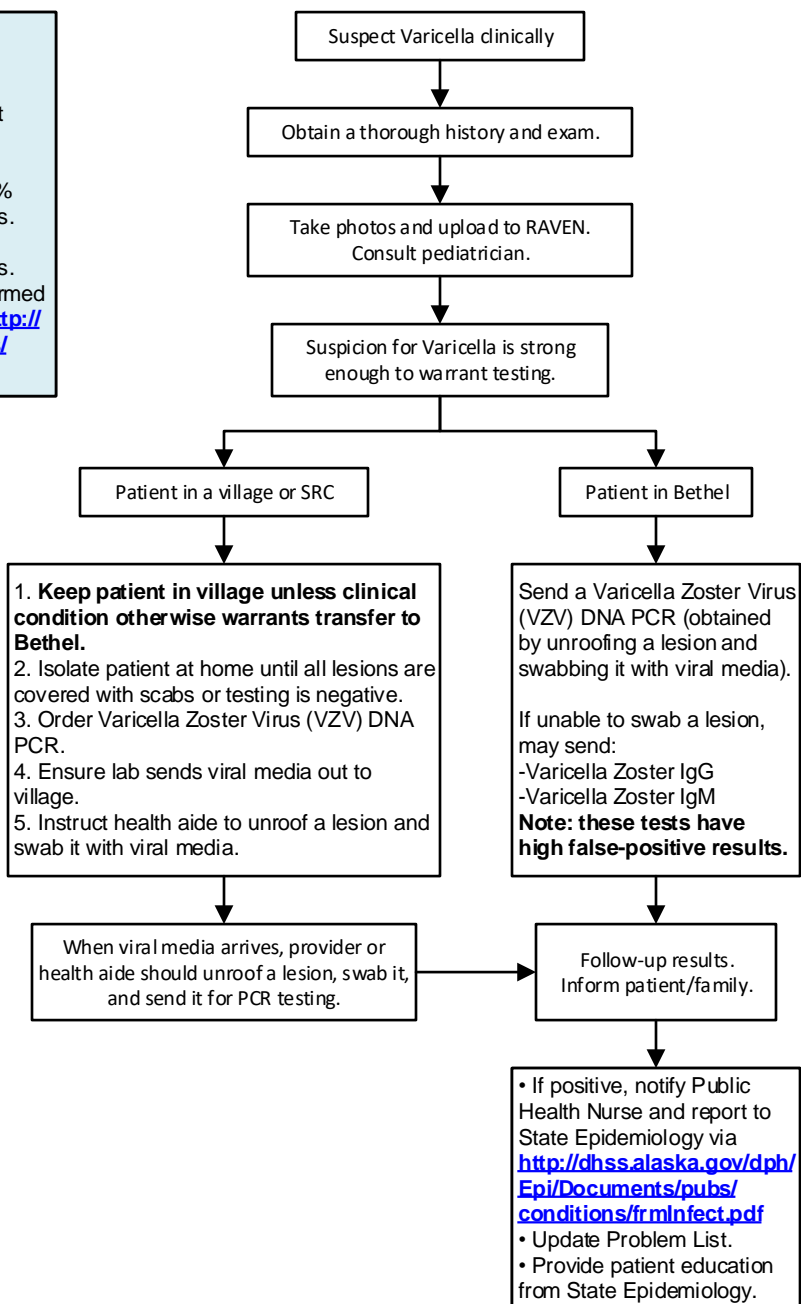 t
%
s.
s.
rmed
ttp://
/
Suspect Varicella clinically
Obtain a thorough history and exam.
Take photos and upload to RAVEN.
Consult pediatrician.
Suspicion for Varicella is strong
enough to warrant testing.
Patient in a village or SRC
1. Keep patient in village unless clinical
condition otherwise warrants transfer to
Bethel.
2. Isolate patient at home until all lesions are
covered with scabs or testing is negative.
3. Order Varicella Zoster Virus (VZV) DNA
PCR.
4. Ensure lab sends viral media out to
village.
5. Instruct health aide to unroof a lesion and
swab it with viral media.
When viral media arrives, provider or
health aide should unroof a lesion, swab it,
and send it for PCR testing.
Patient in Bethel
Send a Varicella Zoster Virus
(VZV) DNA PCR (obtained
by unroofing a lesion and
swabbing it with viral media).
If unable to swab a lesion,
may send:
-Varicella Zoster IgG
-Varicella Zoster IgM
Note: these tests have
high false-positive results.
Follow-up results.
Inform patient/family.
• If positive, notify Public
Health Nurse and report to
State Epidemiology via
http://dhss.alaska.gov/dph/
Epi/Documents/pubs/
conditions/frmInfect.pdf
• Update Problem List.
• Provide patient education
from State Epidemiology.